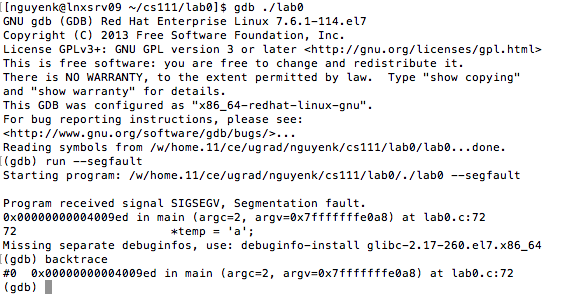 [[nguyenk@lnxsrv09 ~/cs111/lab0]$ gdb ./lab0
GNU gdb (GDB) Red Hat Enterprise Linux 7.6.1-114.el7
Copyright (C) 2013 Free Software Foundation, Inc.
License GPLv3+: GNU GPL version 3 or later <http://gnu.org/licenses/gpl.html>
This is free software: you are free to change and redistribute it.
There is NO WARRANTY, to the extent permitted by law.  Type "show copying"
and "show warranty" for details.
This GDB was configured as "x86_64-redhat-linux-gnu".
For bug reporting instructions, please see:
<http://www.gnu.org/software/gdb/bugs/>...
Reading symbols from /w/home.11/ce/ugrad/nguyenk/cs111/lab0/lab0...done.
[(gdb) run --segfault
Starting program: /w/home.11/ce/ugrad/nguyenk/cs111/lab0/./lab0 --segfault
Program received signal SIGSEGV, Segmentation fault.
0x00000000004009ed in main (argc=2, argv=0x7fffffffe0a8) at lab0.c:72
72                  *temp = 'a';
Missing separate debuginfos, use: debuginfo-install glibc-2.17-260.el7.x86_64
[(gdb) backtrace
#0  0x00000000004009ed in main (argc=2, argv=0x7fffffffe0a8) at lab0.c:72
(gdb)